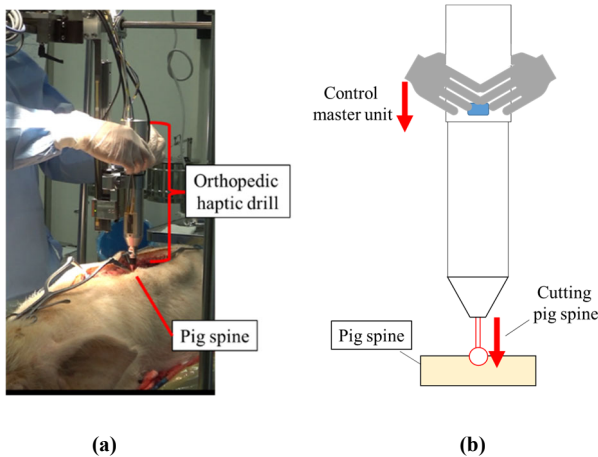 Orthopedic
haptic drill
Pig spine
(a)
Control
master unit
Cutting
pig spine
Pig spine
(b)